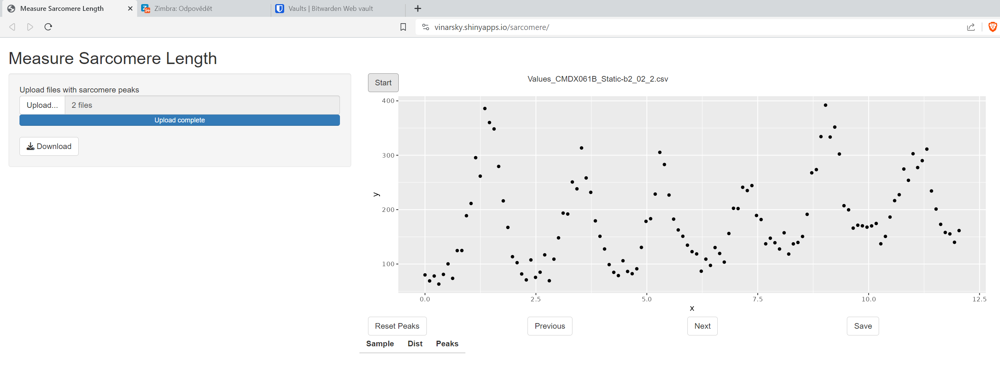 Measure Sarcomere Length
Zimbra: Odpovědět
Vaults | Bitwarden Web vault
vinarsky.shinyapps.io/sarcomere/
Measure Sarcomere Length
Upload files with sarcomere peaks
Upload...
2 files
Upload complete
Download
Start
Values_CMDX061B_Static-b2_02_2.csv
400
300
200
100
y
0.0
2.5
5.0
7.5
10.0
12.5
x
Reset Peaks
Previous
Next
Save
Sample Dist Peaks